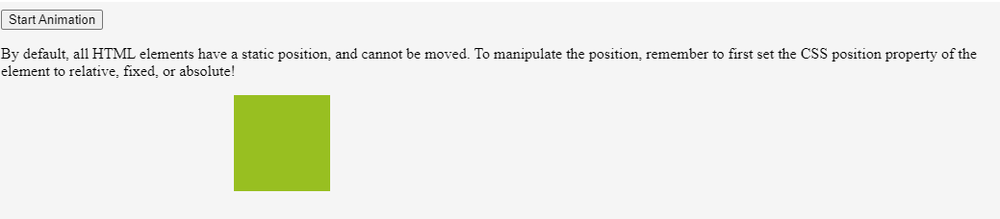 Start Animation
By default, all HTML elements have a static position, and cannot be moved. To manipulate the position, remember to first set the CSS position property of the
element to relative, fixed, or absolute!